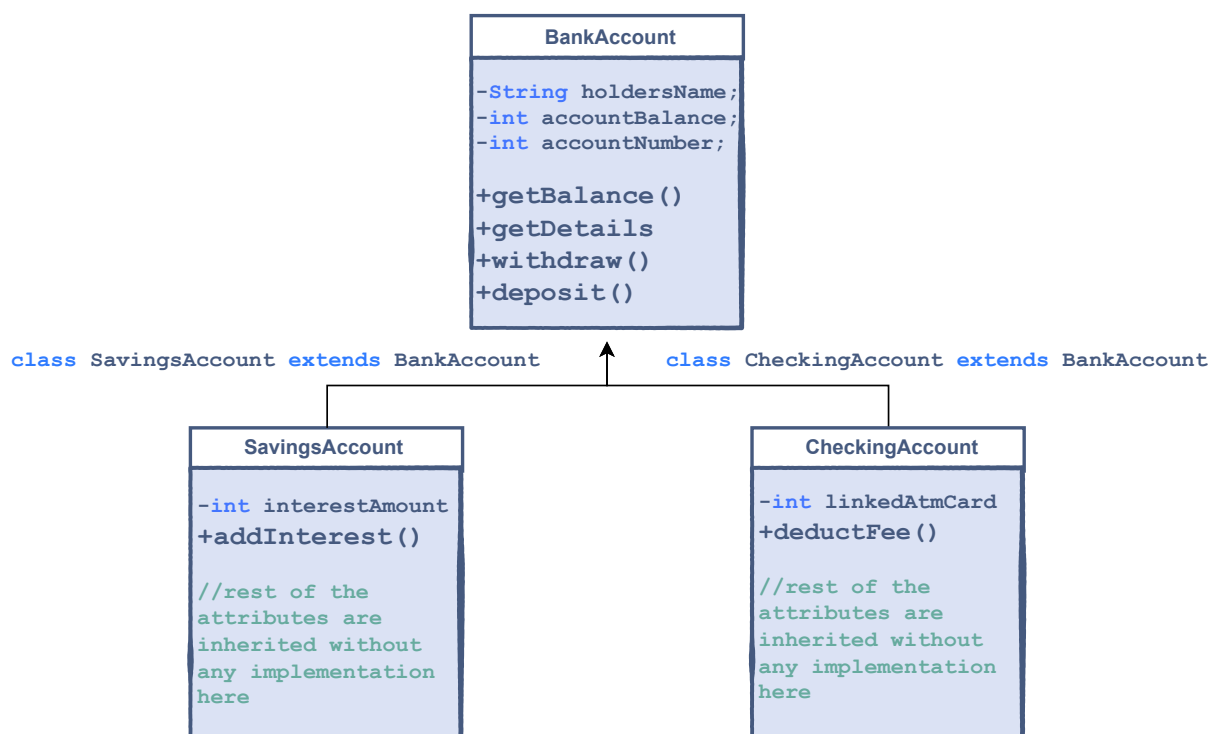 BankAccount
-String holdersName;
-int accountBalance;
-int accountNumber;
+getBalance()
+getDetails
+withdraw()
+deposit()
class SavingsAccount extends BankAccount
class CheckingAccount extends BankAccount
SavingsAccount
-int interestAmount
+addInterest()
//rest of the
attributes are
inherited without
any implementation
here
CheckingAccount
-int linkedAtmCard
+deductFee()
//rest of the
attributes are
inherited without
any implementation
here